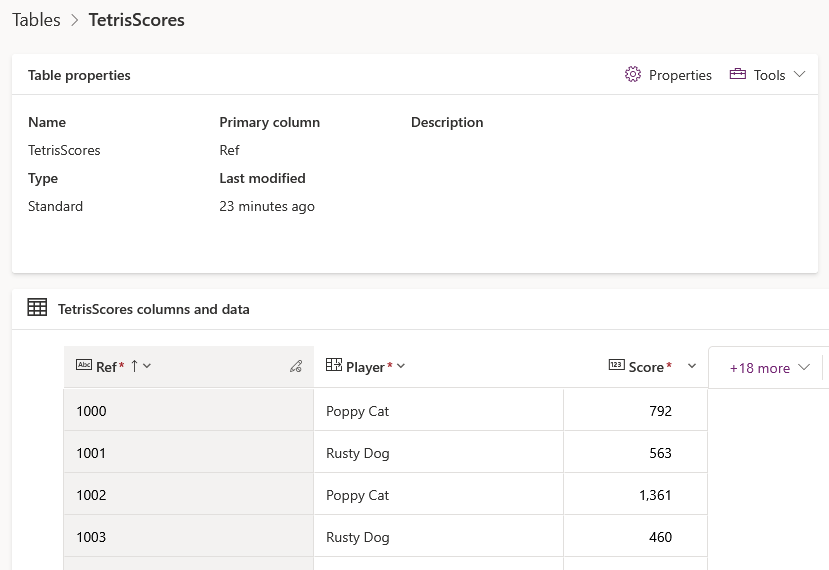 Tables > TetrisScores
Table properties
Properties
Tools
Name Primary column Description
TetrisScores Ref
Type Last modified
Standard 23 minutes ago
TetrisScores columns and data
Abc Ref* ↑ Player* 123 Score* +18 more
1000 Poppy Cat 792
1001 Rusty Dog 563
1002 Poppy Cat 1,361
1003 Rusty Dog 460